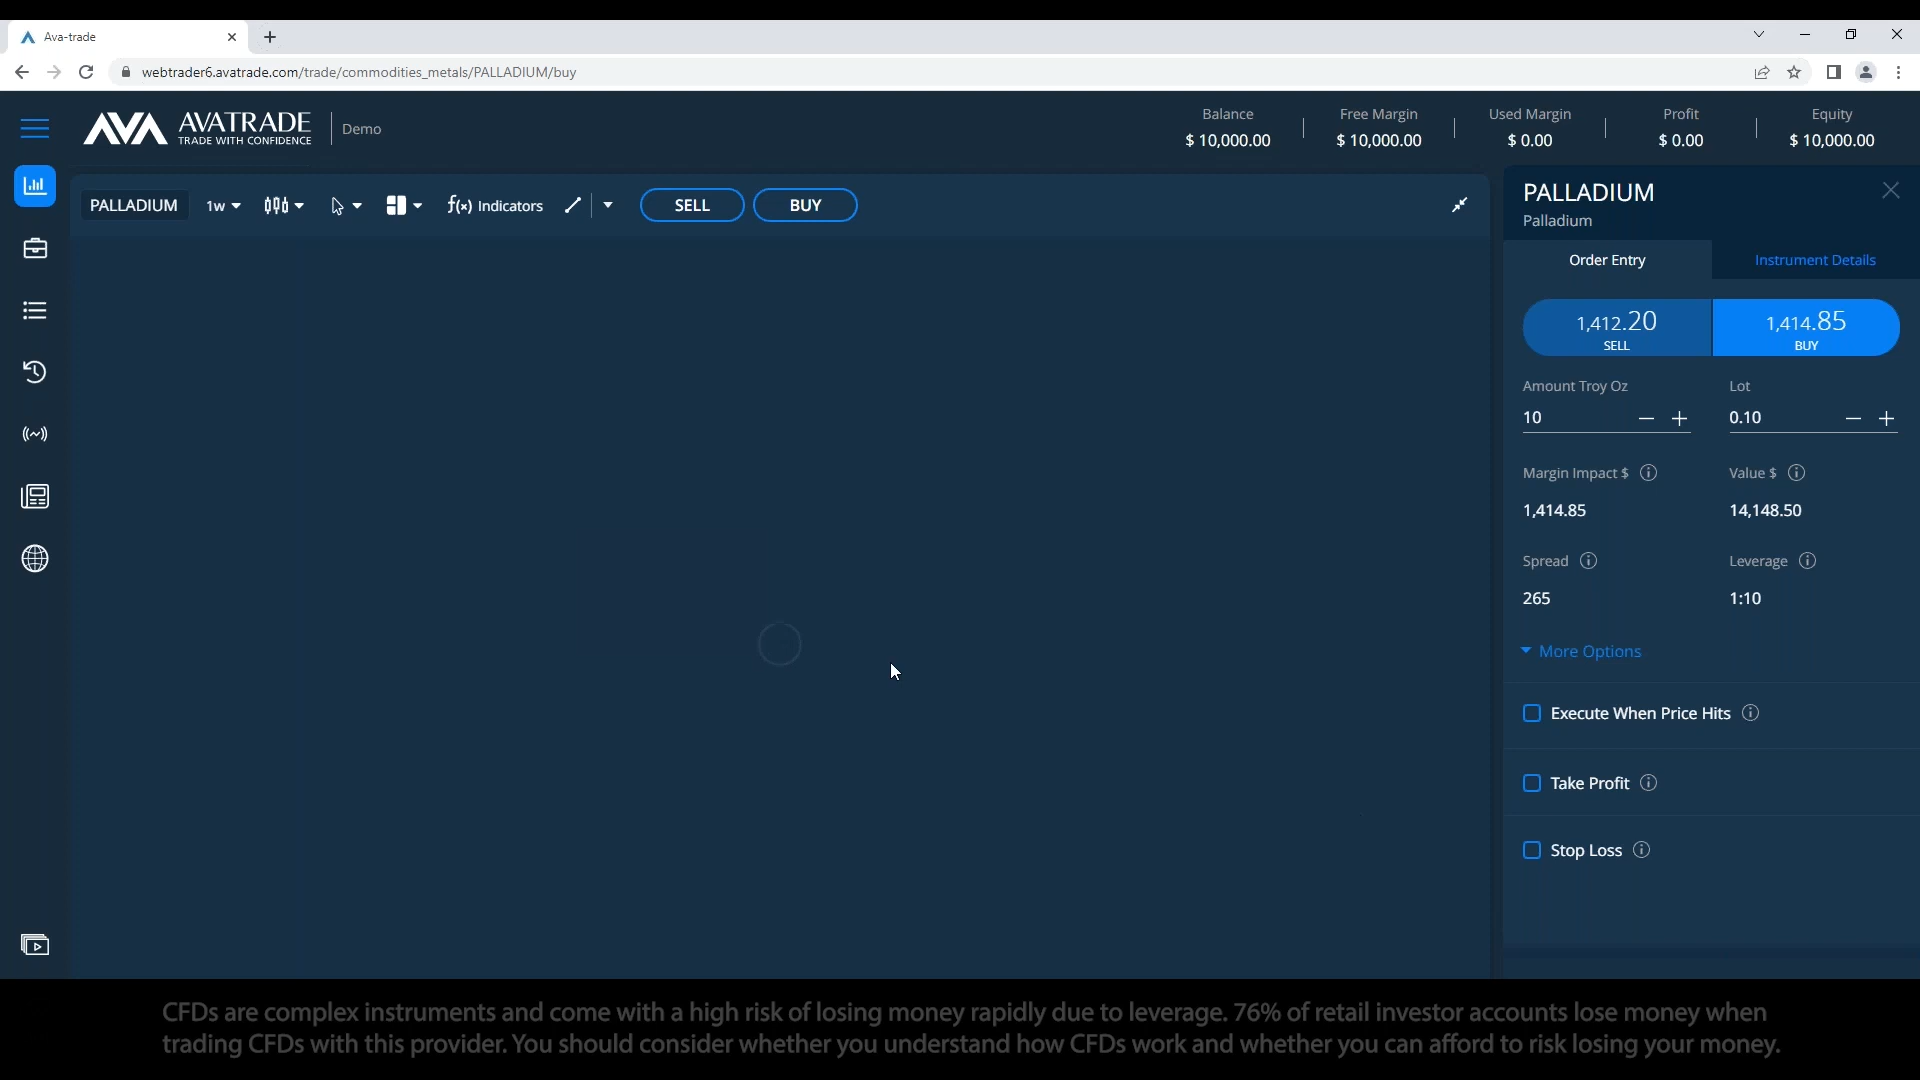 Ava-trade
webtrader6.avatrade.com/trade/commodities_metals/PALLADIUM/buy
AVA AVATRADE
TRADE WITH CONFIDENCE
Demo
Balance
$ 10,000.00
Free Margin
$ 10,000.00
Used Margin
$ 0.00
Profit
$ 0.00
Equity
$ 10,000.00
PALLADIUM 1w f(x) Indicators SELL BUY
PALLADIUM
Palladium
Order Entry Instrument Details
1,412.20
SELL
1,414.85
BUY
Amount Troy Oz
10
Lot
0.10
Margin Impact $
1,414.85
Value $
14,148.50
Spread
265
Leverage
1:10
More Options
Execute When Price Hits
Take Profit
Stop Loss
CFDs are complex instruments and come with a high risk of losing money rapidly due to leverage. 76% of retail investor accounts lose money when
trading CFDs with this provider. You should consider whether you understand how CFDs work and whether you can afford to risk losing your money.